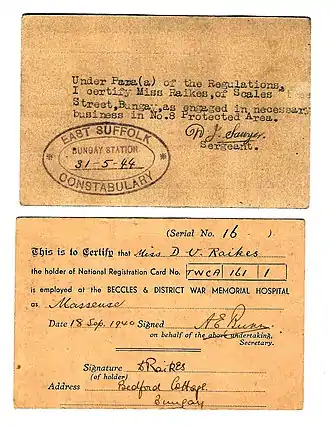 Under Para(a) of the Regulations,
I certify Miss Raikes, of Scales
Street, Bungay, as engaged in necessary
business in No.8 Protected Area.
Sergeant.
EAST SUFFOLK
BUNGAY STATION
31-5-44
CONSTABULARY
(Serial No. 16 )
This is to Certify that Miss D V. Raikes
the holder of National Registration Card No. TWCA 161 1
is employed at the BECCLES & DISTRICT WAR MEMORIAL HOSPITAL
as Masseuse
Date 18 Sep. 1940 Signed
on behalf of the above undertaking.
Secretary.
Signature DRAIKES
(of holder)
Address Bedford Cottage
Bungay